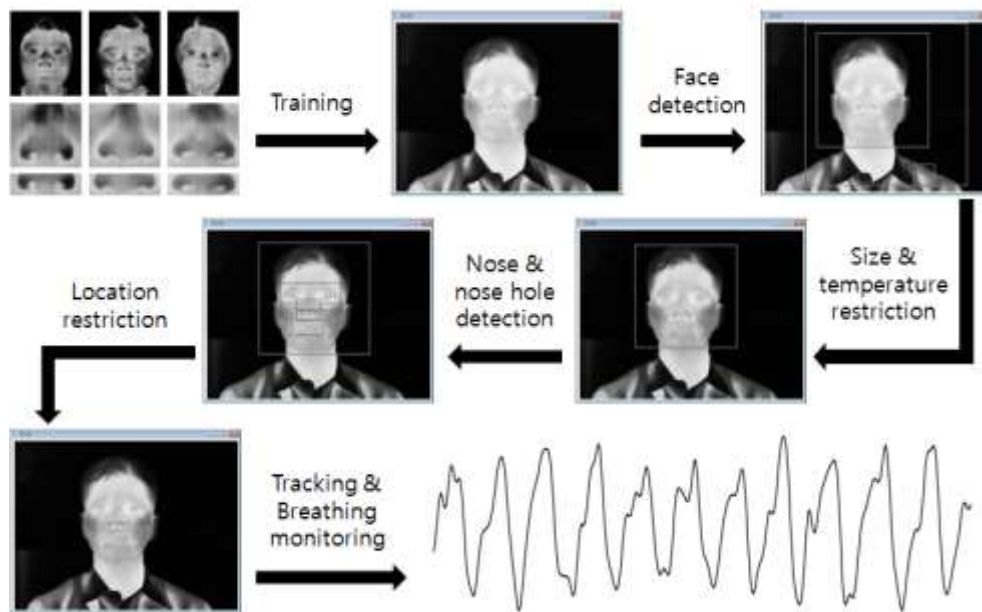 Training
Face
detection
Size &
temperature
restriction
Nose &
nose hole
detection
Location
restriction
Tracking &
Breathing
monitoring